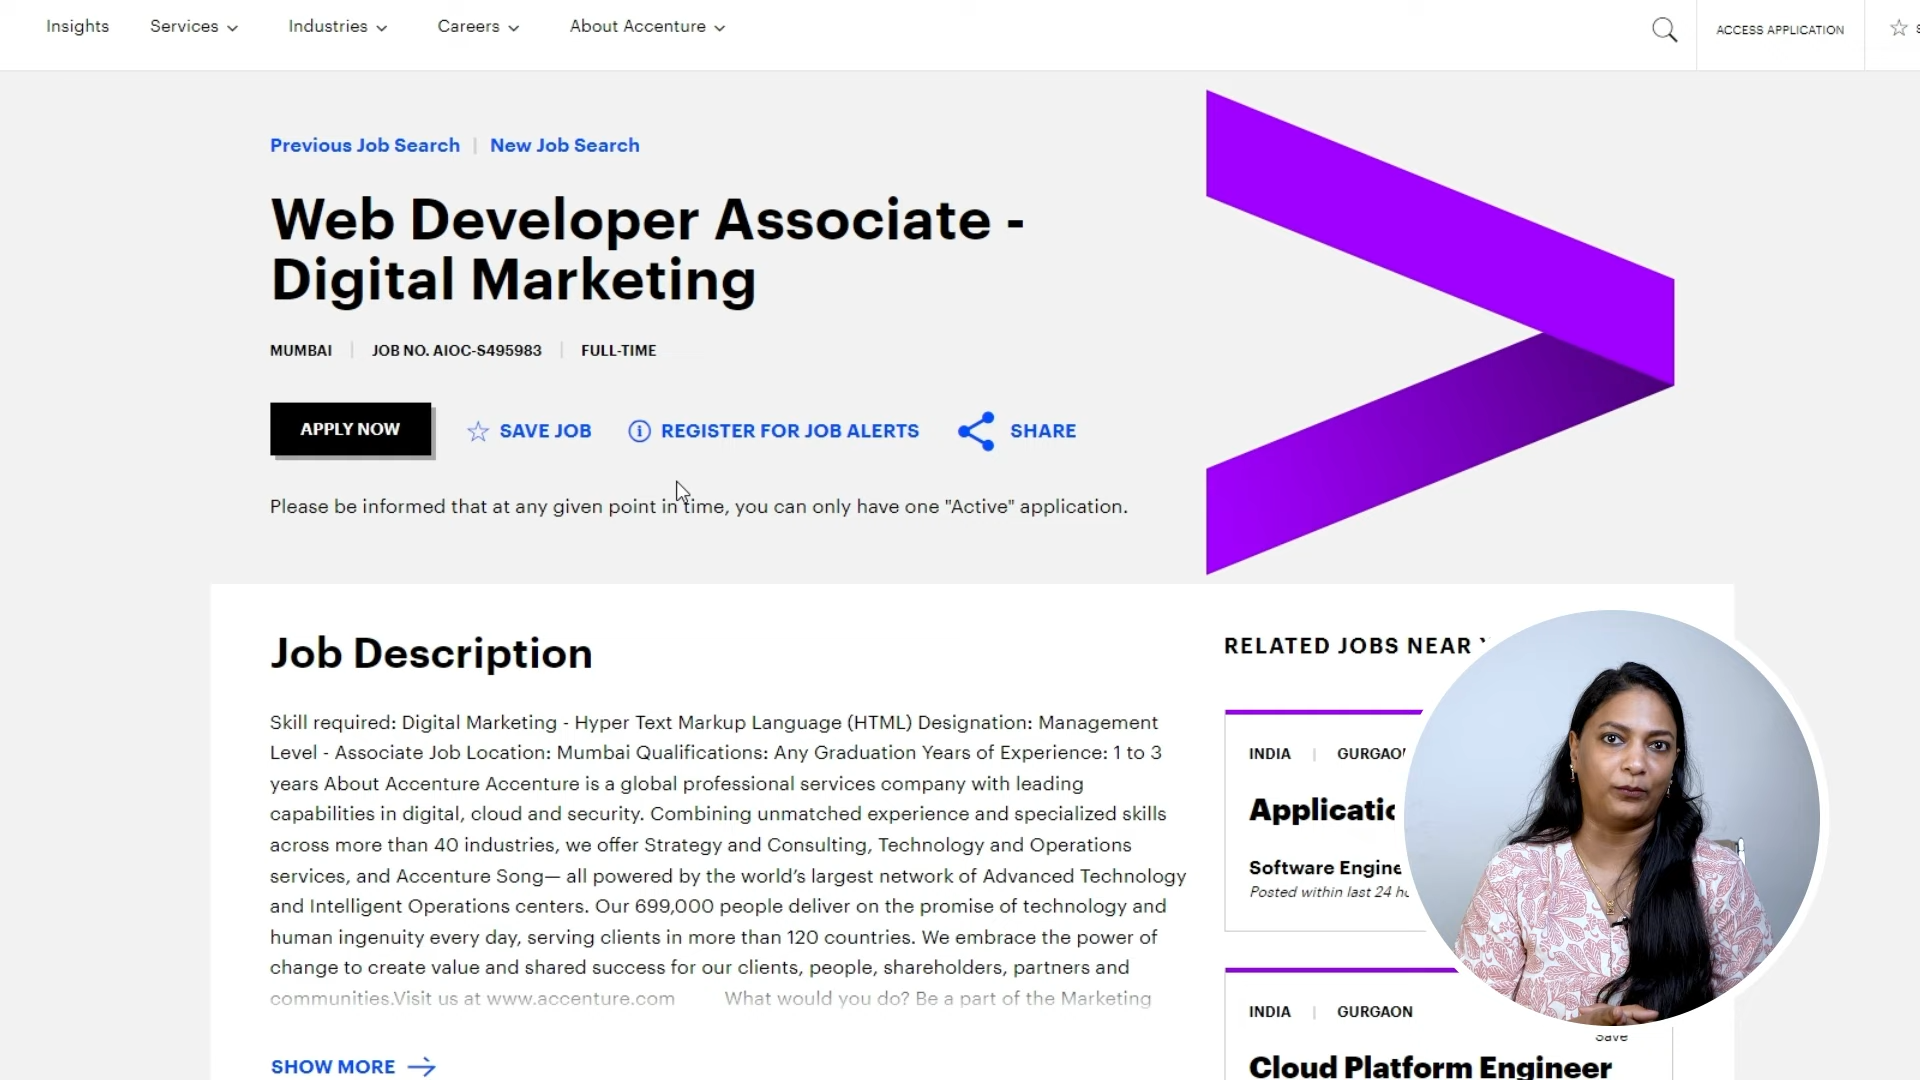 Insights Services Industries Careers About Accenture ACCESS APPLICATION
Previous Job Search | New Job Search
Web Developer Associate -
Digital Marketing
MUMBAI | JOB NO. AIOC-S495983 | FULL-TIME
APPLY NOW SAVE JOB REGISTER FOR JOB ALERTS SHARE
Please be informed that at any given point in time, you can only have one "Active" application.
Job Description
Skill required: Digital Marketing - Hyper Text Markup Language (HTML) Designation: Management
Level - Associate Job Location: Mumbai Qualifications: Any Graduation Years of Experience: 1 to 3
years About Accenture Accenture is a global professional services company with leading
capabilities in digital, cloud and security. Combining unmatched experience and specialized skills
across more than 40 industries, we offer Strategy and Consulting, Technology and Operations
services, and Accenture Song— all powered by the world’s largest network of Advanced Technology
and Intelligent Operations centers. Our 699,000 people deliver on the promise of technology and
human ingenuity every day, serving clients in more than 120 countries. We embrace the power of
change to create value and shared success for our clients, people, shareholders, partners and
communities.Visit us at www.accenture.com What would you do? Be a part of the Marketing
SHOW MORE
RELATED JOBS NEAR
INDIA |
Software
Posted within last 24
INDIA | GURGAON
Save
Cloud Platform Engineer